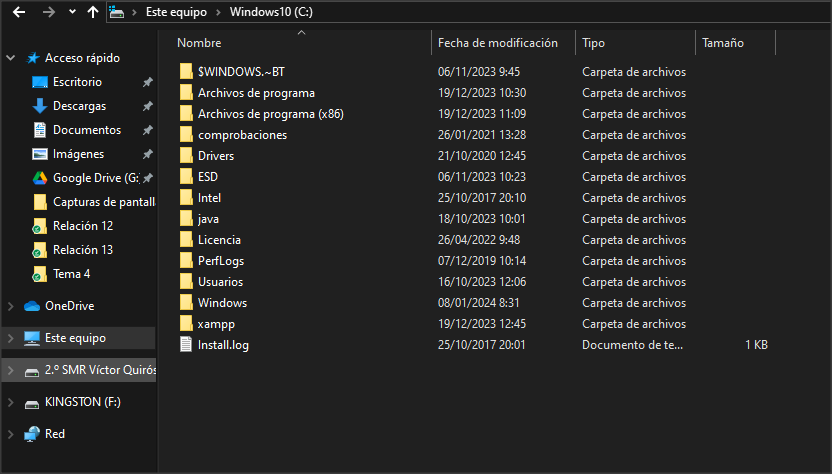 Este equipo > Windows10 (C:)
Nombre Fecha de modificación Tipo Tamaño
Acceso rápido
Escritorio
Descargas
Documentos
Imágenes
Google Drive (G:
Capturas de pantall
Relación 12
Relación 13
Tema 4
OneDrive
Este equipo
2.º SMR Víctor Quirós
KINGSTON (F:)
Red
$WINDOWS.~BT 06/11/2023 9:45 Carpeta de archivos
Archivos de programa 19/12/2023 10:30 Carpeta de archivos
Archivos de programa (x86) 19/12/2023 11:09 Carpeta de archivos
comprobaciones 26/01/2021 13:28 Carpeta de archivos
Drivers 21/10/2020 12:45 Carpeta de archivos
ESD 06/11/2023 10:23 Carpeta de archivos
Intel 25/10/2017 20:10 Carpeta de archivos
java 18/10/2023 10:01 Carpeta de archivos
Licencia 26/04/2022 9:48 Carpeta de archivos
PerfLogs 07/12/2019 10:14 Carpeta de archivos
Usuarios 16/10/2023 12:06 Carpeta de archivos
Windows 08/01/2024 8:31 Carpeta de archivos
xampp 19/12/2023 12:45 Carpeta de archivos
Install.log 25/10/2017 20:01 Documento de te... 1 KB